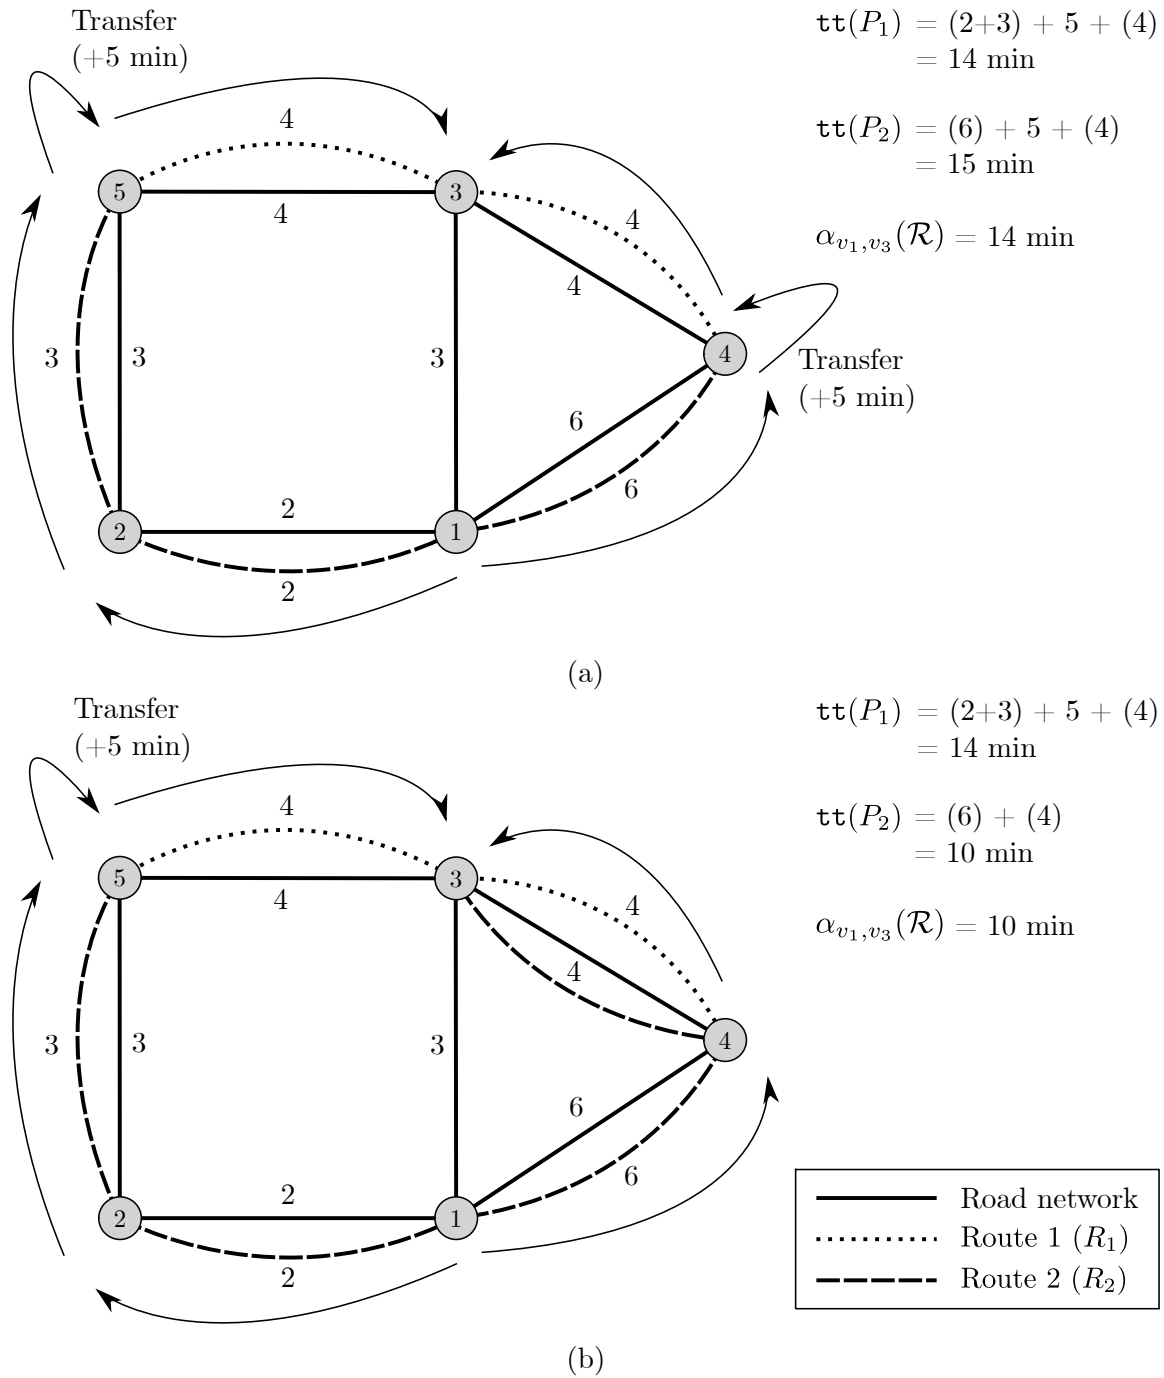 Transfer
(+5 min)
tt(P₁) = (2+3) + 5 + (4)
= 14 min
tt(P₂) = (6) + 5 + (4)
= 15 min
α_{v₁,v₃}(ℛ) = 14 min
4
5
3
4
4
4
3
3
3
4
Transfer
(+5 min)
6
6
2
2
1
2
(a)
Transfer
(+5 min)
tt(P₁) = (2+3) + 5 + (4)
= 14 min
tt(P₂) = (6) + (4)
= 10 min
α_{v₁,v₃}(ℛ) = 10 min
4
5
3
4
4
4
3
3
3
4
6
6
2
2
1
2
Road network
Route 1 (R₁)
Route 2 (R₂)
(b)